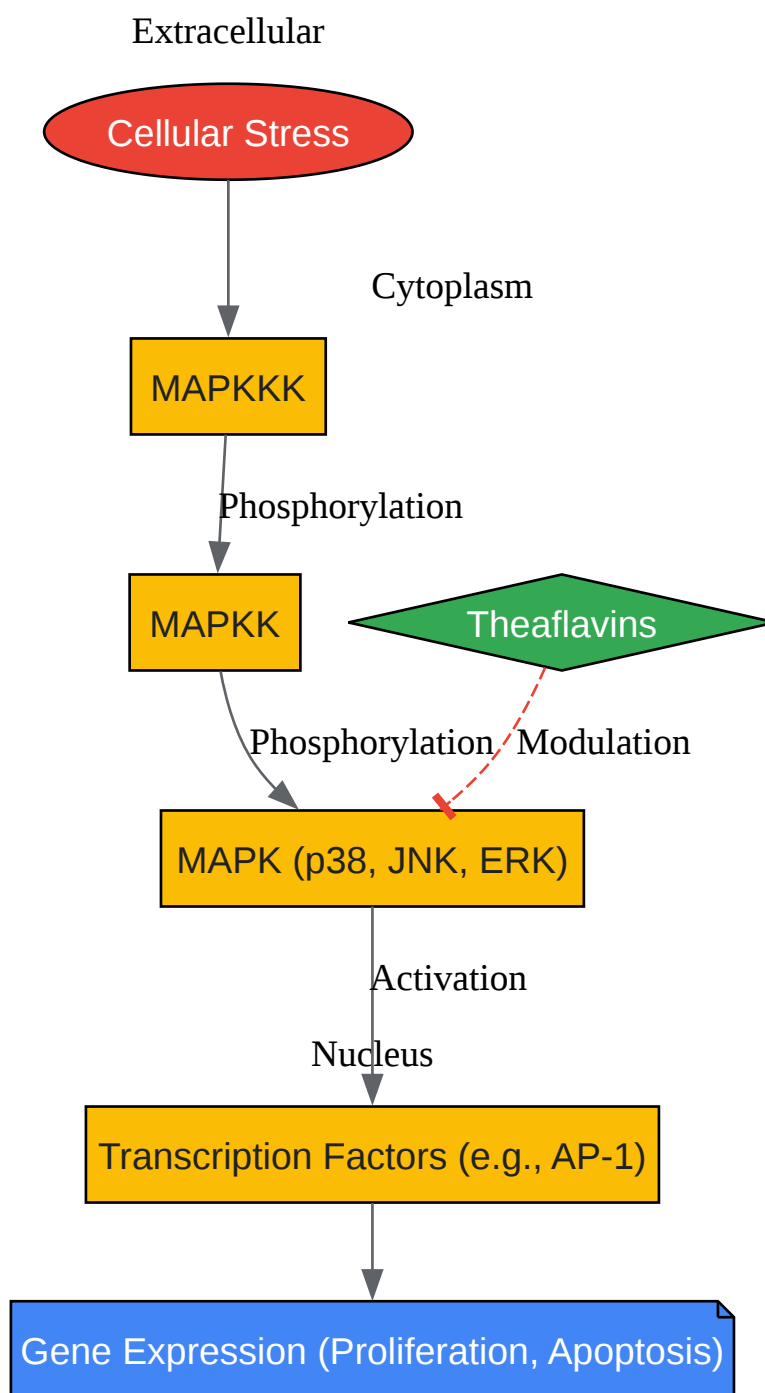 Extracellular
Cellular Stress
Cytoplasm
MAPKKK
Phosphorylation
MAPKK
Theaflavins
Phosphorylation
Modulation
MAPK (p38, JNK, ERK)
Activation
Nucleus
Transcription Factors (e.g., AP-1)
Gene Expression (Proliferation, Apoptosis)